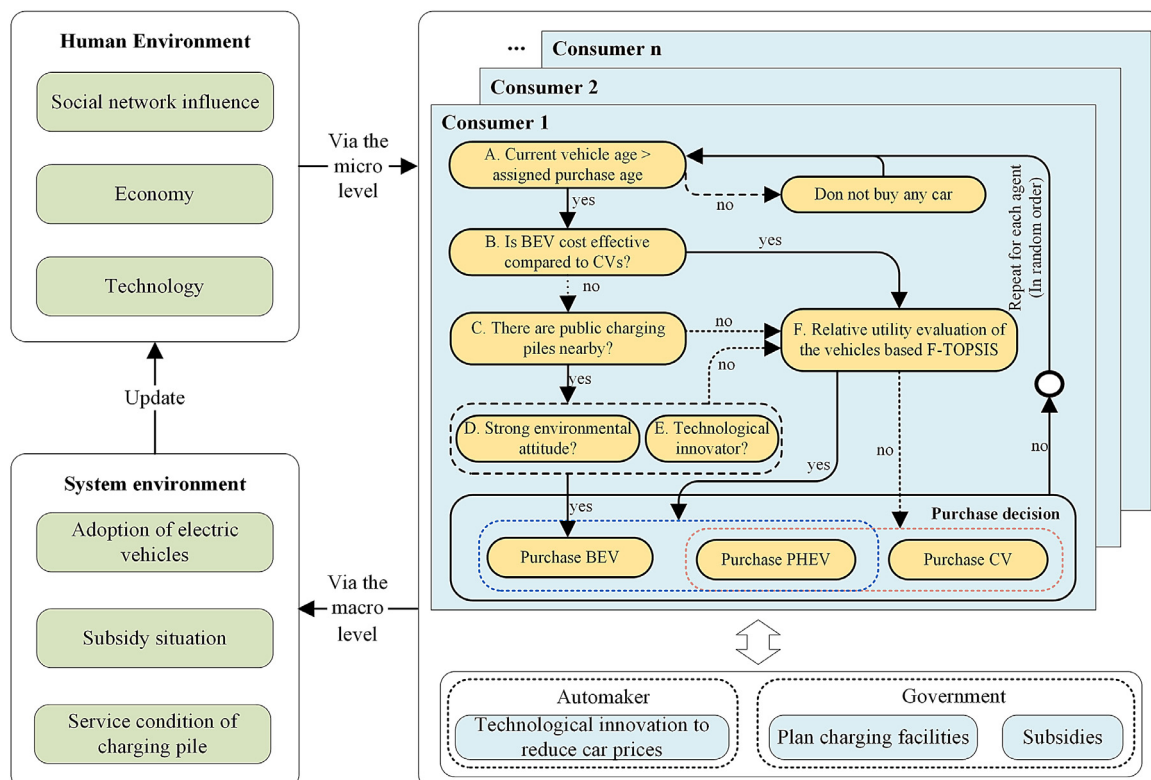 Human Environment
Social network influence
Economy
Technology
Update
System environment
Adoption of electric
vehicles
Subsidy situation
Service condition of
charging pile
Via the
micro
level
Via the
macro
level
...
Consumer n
Consumer 2
Consumer 1
A. Current vehicle age >
assigned purchase age
no
Don not buy any car
yes
B. Is BEV cost effective
compared to CVs?
yes
no
C. There are public charging
piles nearby?
no
F. Relative utility evaluation of
the vehicles based F-TOPSIS
Repeat for each agent
(In random order)
yes
no
D. Strong environmental
attitude?
E. Technological
innovator?
yes
no
no
yes
Purchase decision
Purchase BEV
Purchase PHEV
Purchase CV
Automaker
Technological innovation to
reduce car prices
Government
Plan charging facilities
Subsidies